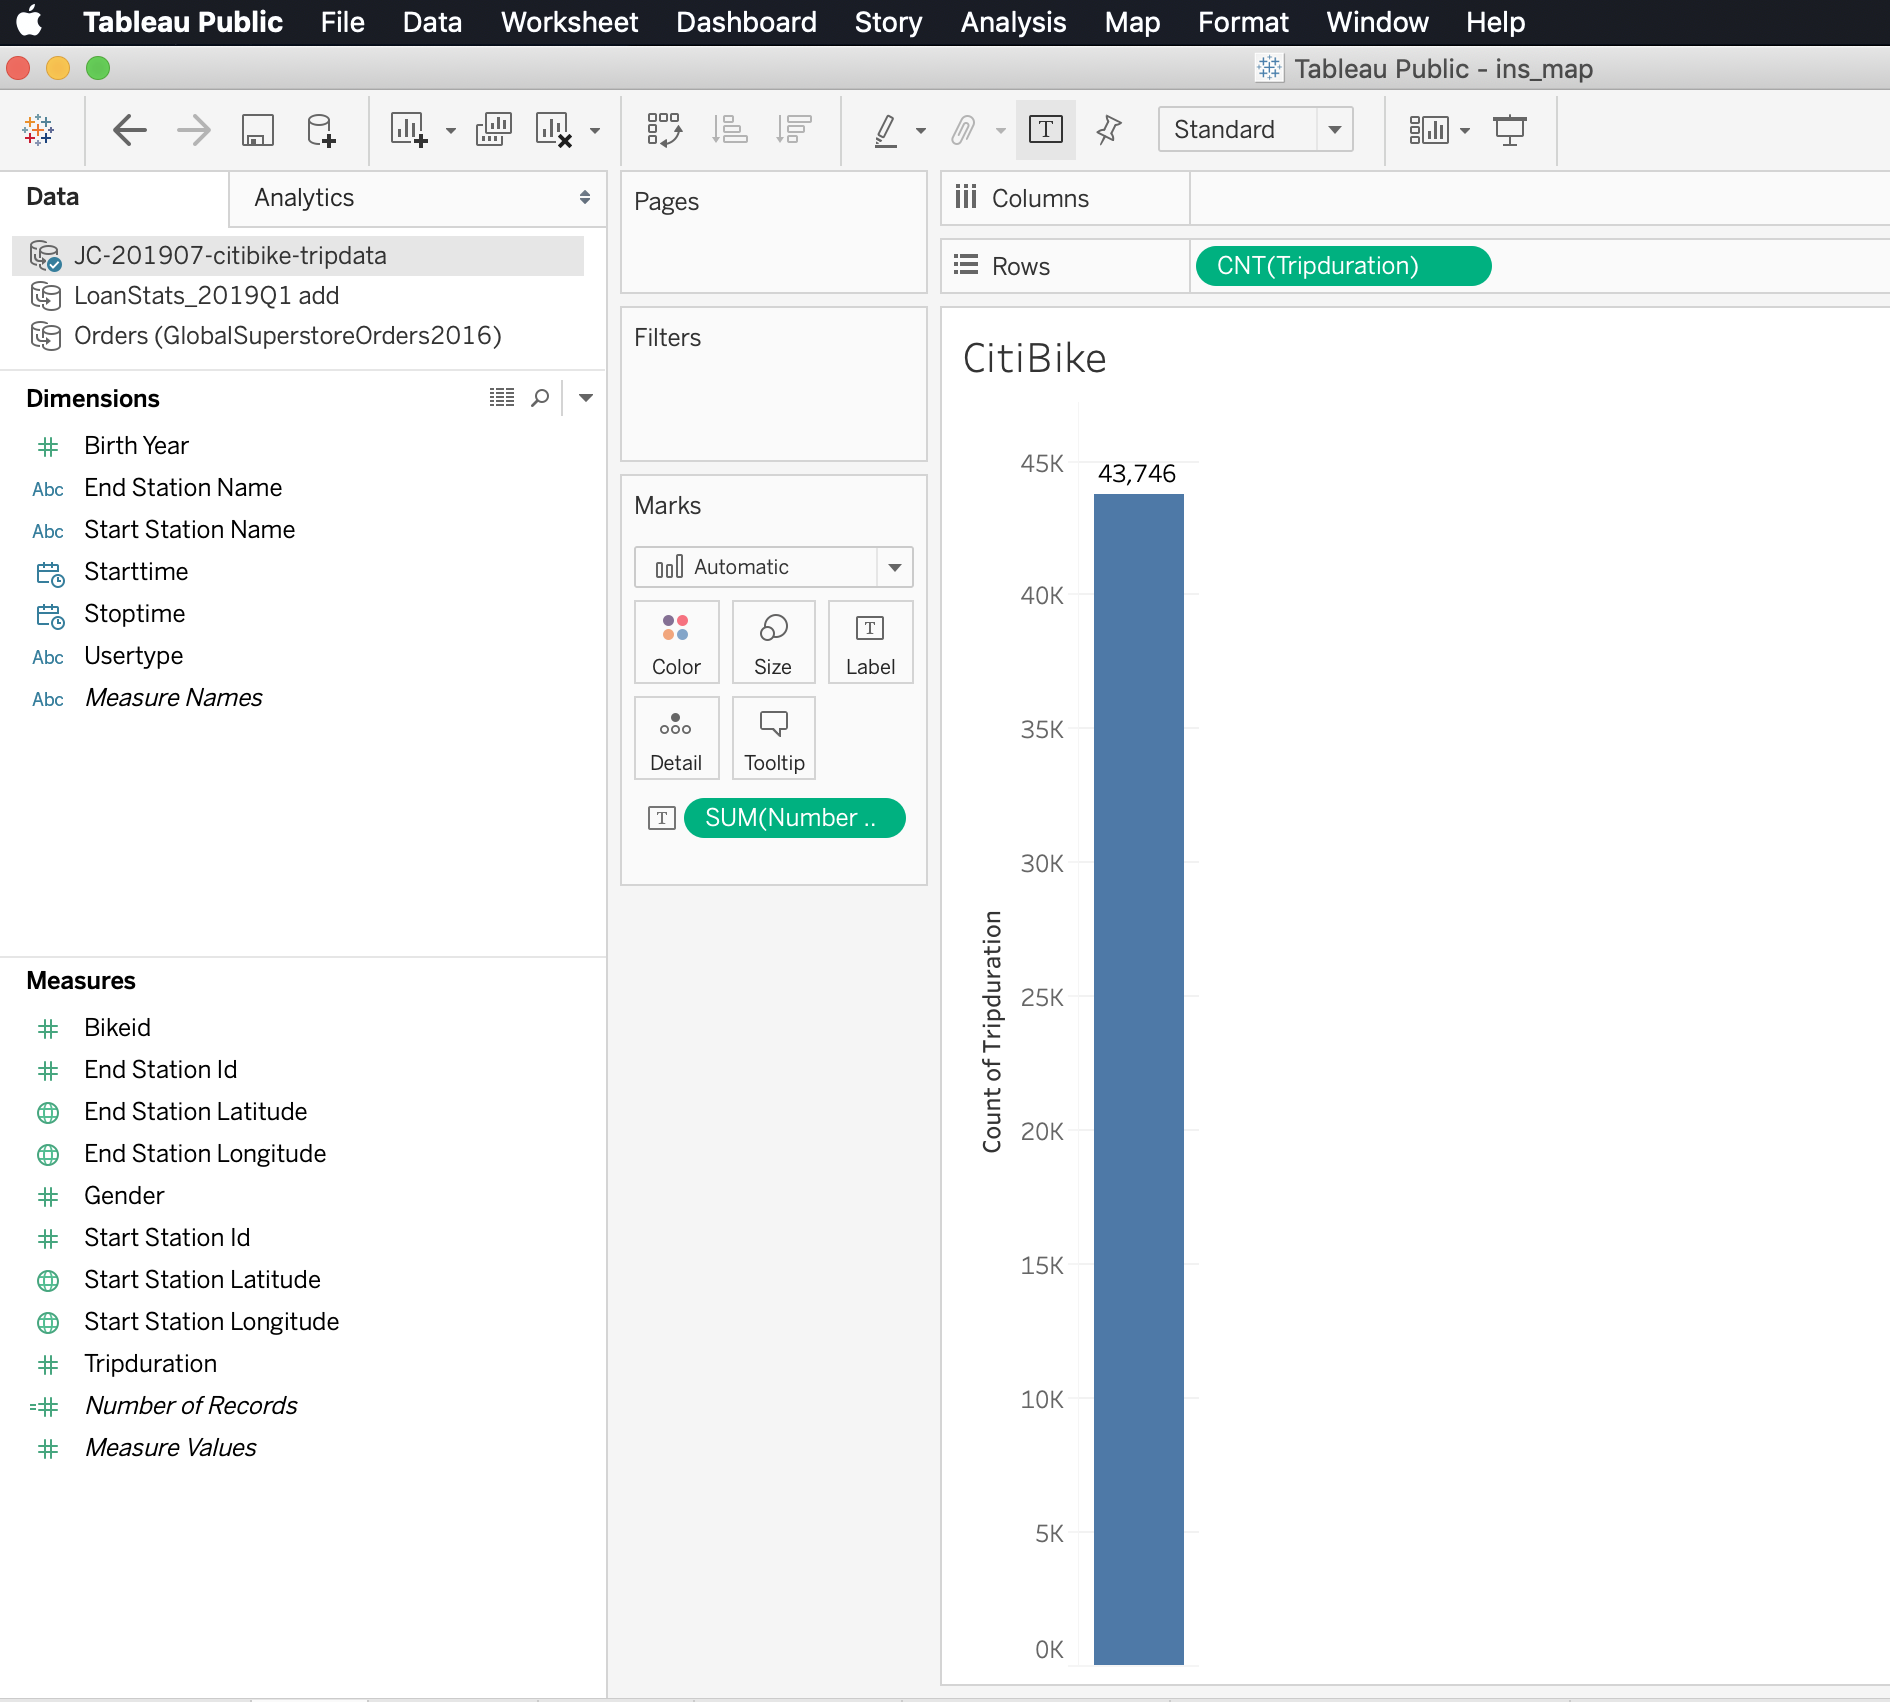 Tableau Public File Data Worksheet Dashboard Story Analysis Map Format Window Help
Tableau Public - ins_map
Standard
Data
Analytics
JC-201907-citibike-tripdata
LoanStats_2019Q1 add
Orders (GlobalSuperstoreOrders2016)
Dimensions
# Birth Year
Abc End Station Name
Abc Start Station Name
Starttime
Stoptime
Abc Usertype
Abc Measure Names
Measures
# Bikeid
# End Station Id
End Station Latitude
End Station Longitude
# Gender
# Start Station Id
Start Station Latitude
Start Station Longitude
# Tripduration
=# Number of Records
# Measure Values
Pages
Filters
Marks
Automatic
Color
Size
T
Label
Detail
Tooltip
T SUM(Number ..
Columns
Rows
CNT(Tripduration)
CitiBike
45K
43,746
40K
35K
30K
25K
20K
15K
10K
5K
0K
Count of Tripduration